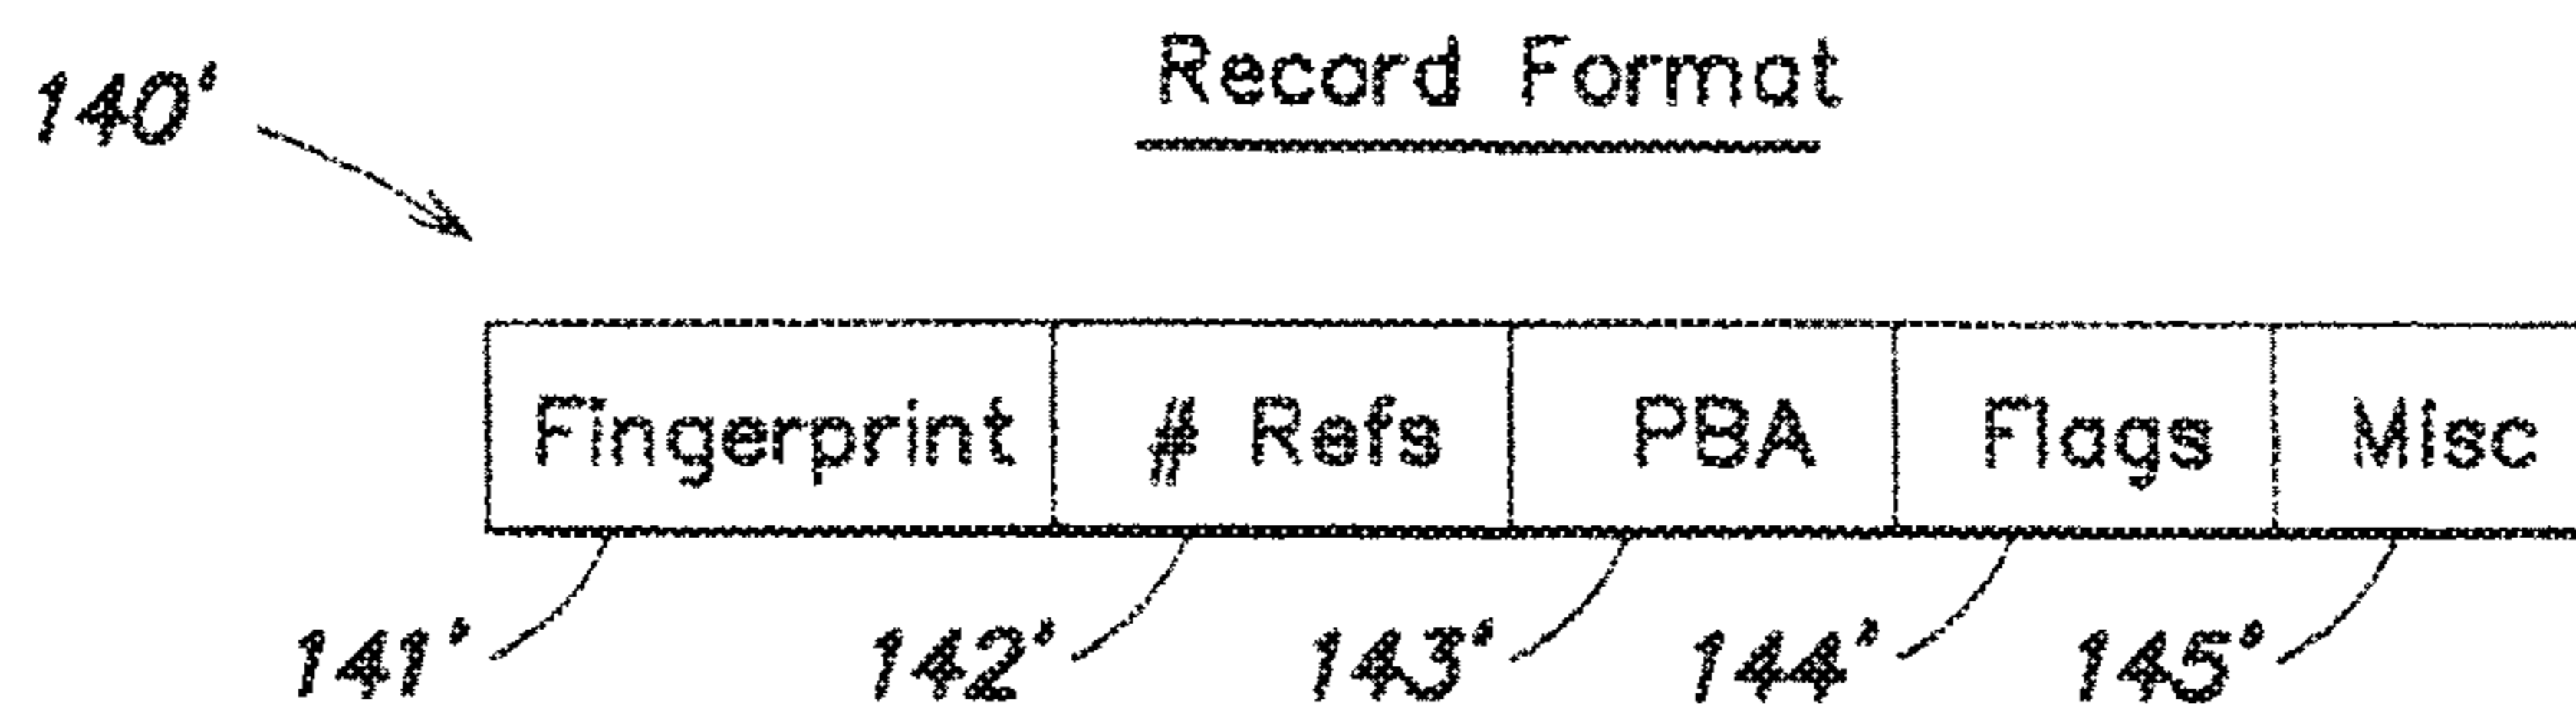 Record Format
140'
Fingerprint # Refs PBA Flags Misc
141' 142' 143' 144' 145'